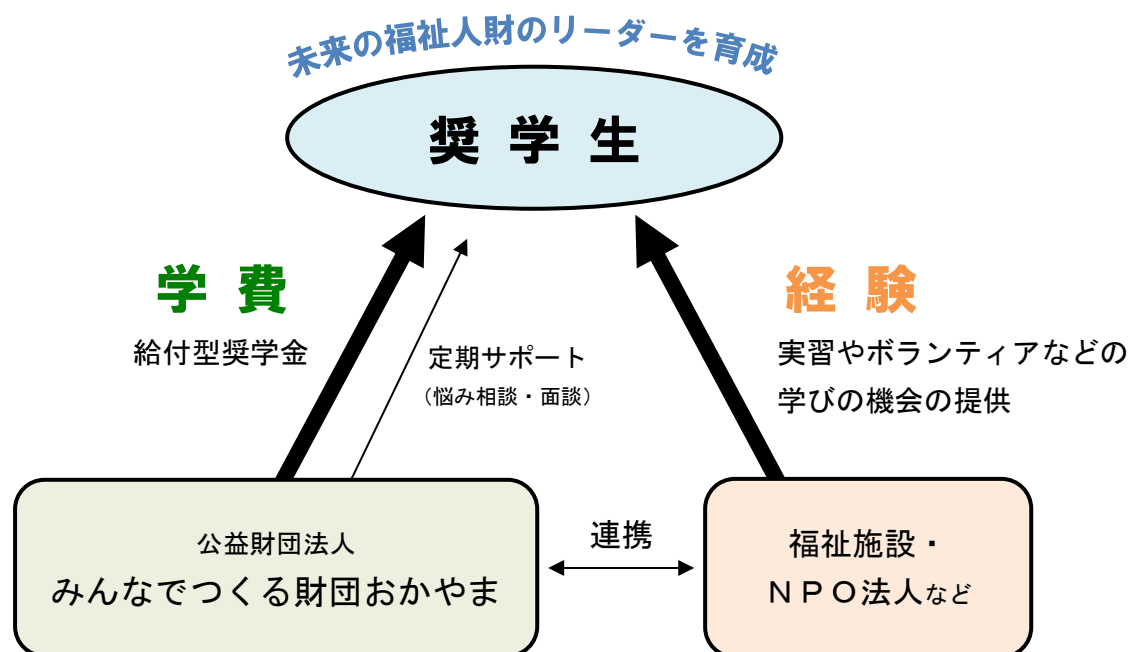 未来の福祉人財のリーダーを育成
奨学生
学費
給付型奨学金
定期サポート
（悩み相談・面談）
経験
実習やボランティアなどの
学びの機会の提供
公益財団法人
みんなでつくる財団おかやま
連携
福祉施設・
ＮＰＯ法人など